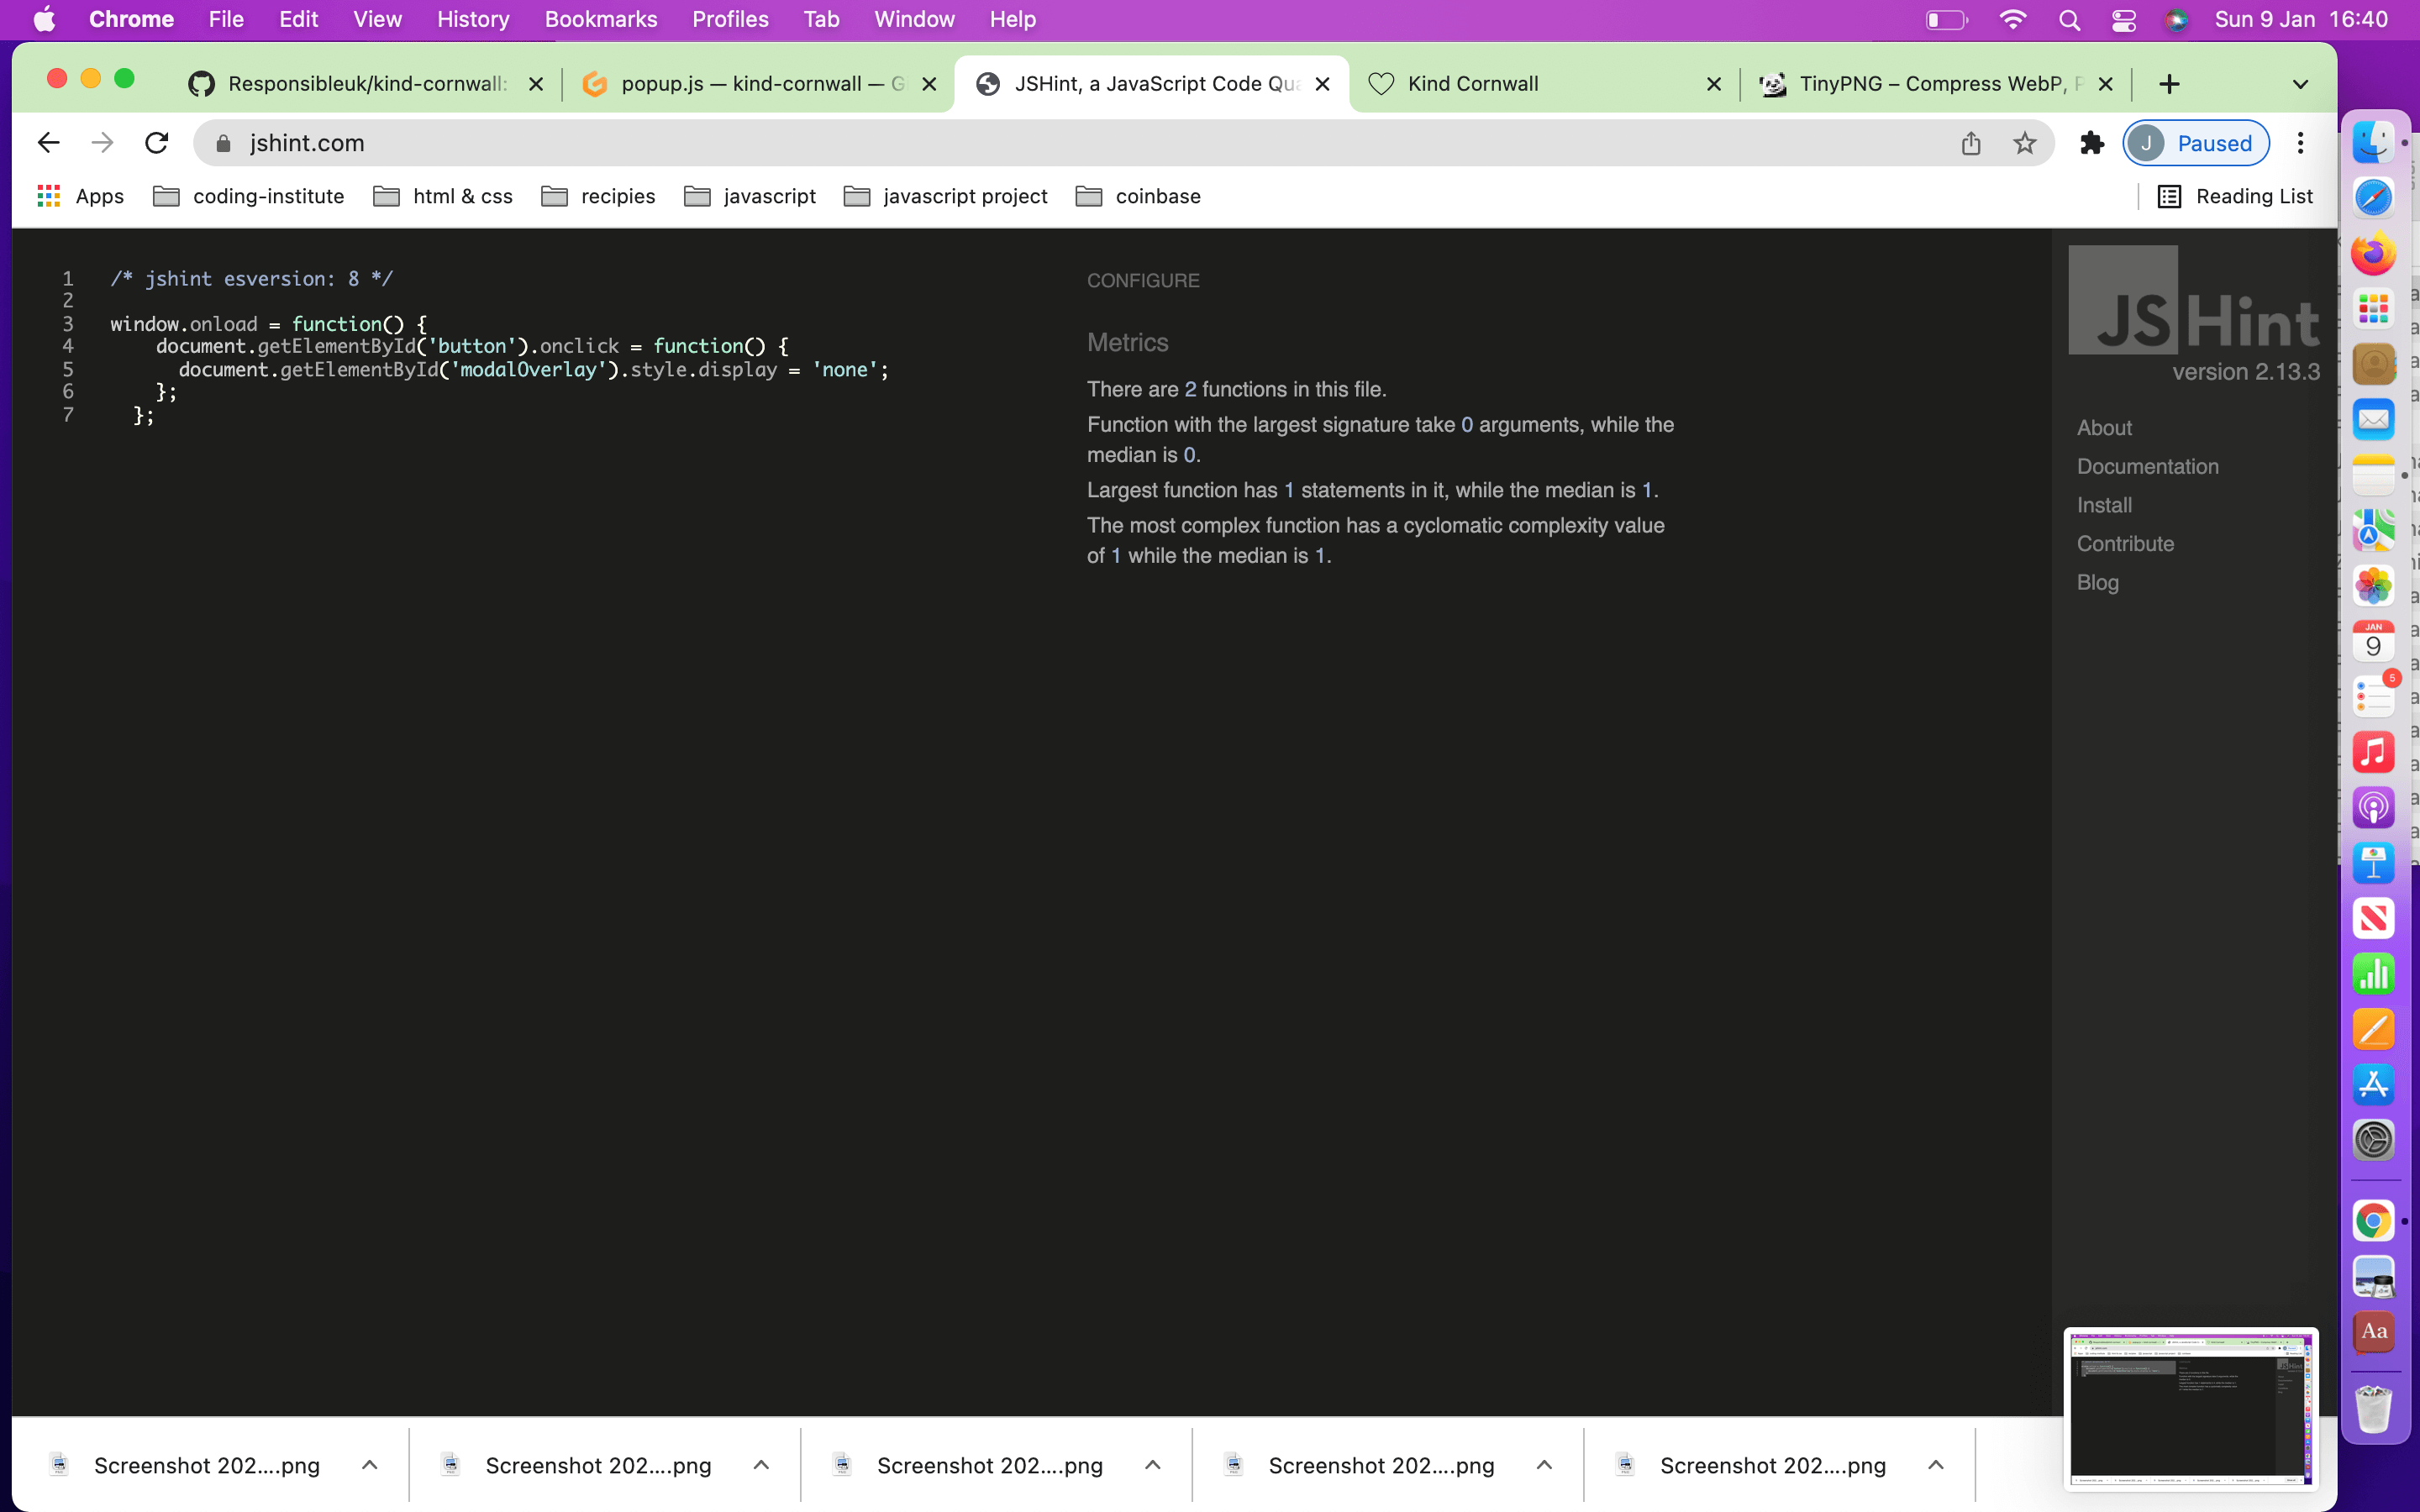 Chrome File Edit View History Bookmarks Profiles Tab Window Help Sun 9 Jan 16:40
Responsibleuk/kind-cornwall: popup.js — kind-cornwall — G JSHint, a JavaScript Code Qua Kind Cornwall TinyPNG – Compress WebP, P
jshint.com J Paused
Apps coding-institute html & css recipies javascript javascript project coinbase Reading List
1 /* jshint esversion: 8 */
2
3 window.onload = function() {
4 document.getElementById('button').onclick = function() {
5 document.getElementById('modalOverlay').style.display = 'none';
6 };
7 };
CONFIGURE
Metrics
There are 2 functions in this file.
Function with the largest signature take 0 arguments, while the
median is 0.
Largest function has 1 statements in it, while the median is 1.
The most complex function has a cyclomatic complexity value
of 1 while the median is 1.
JSHint
version 2.13.3
About
Documentation
Install
Contribute
Blog
JAN
9
5
Aa
Screenshot 202....png Screenshot 202....png Screenshot 202....png Screenshot 202....png Screenshot 202....png